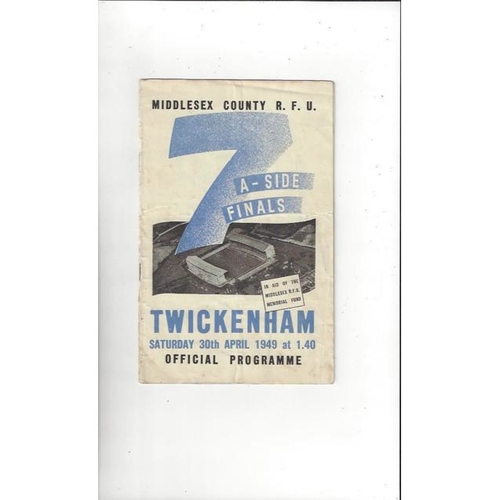 MIDDLESEX COUNTY R. F. U.
7
A-SIDE
FINALS
IN AID OF THE
MIDDLESEX R.F.U.
MEMORIAL FUND
TWICKENHAM
SATURDAY 30th APRIL 1949 at 1.40
OFFICIAL PROGRAMME